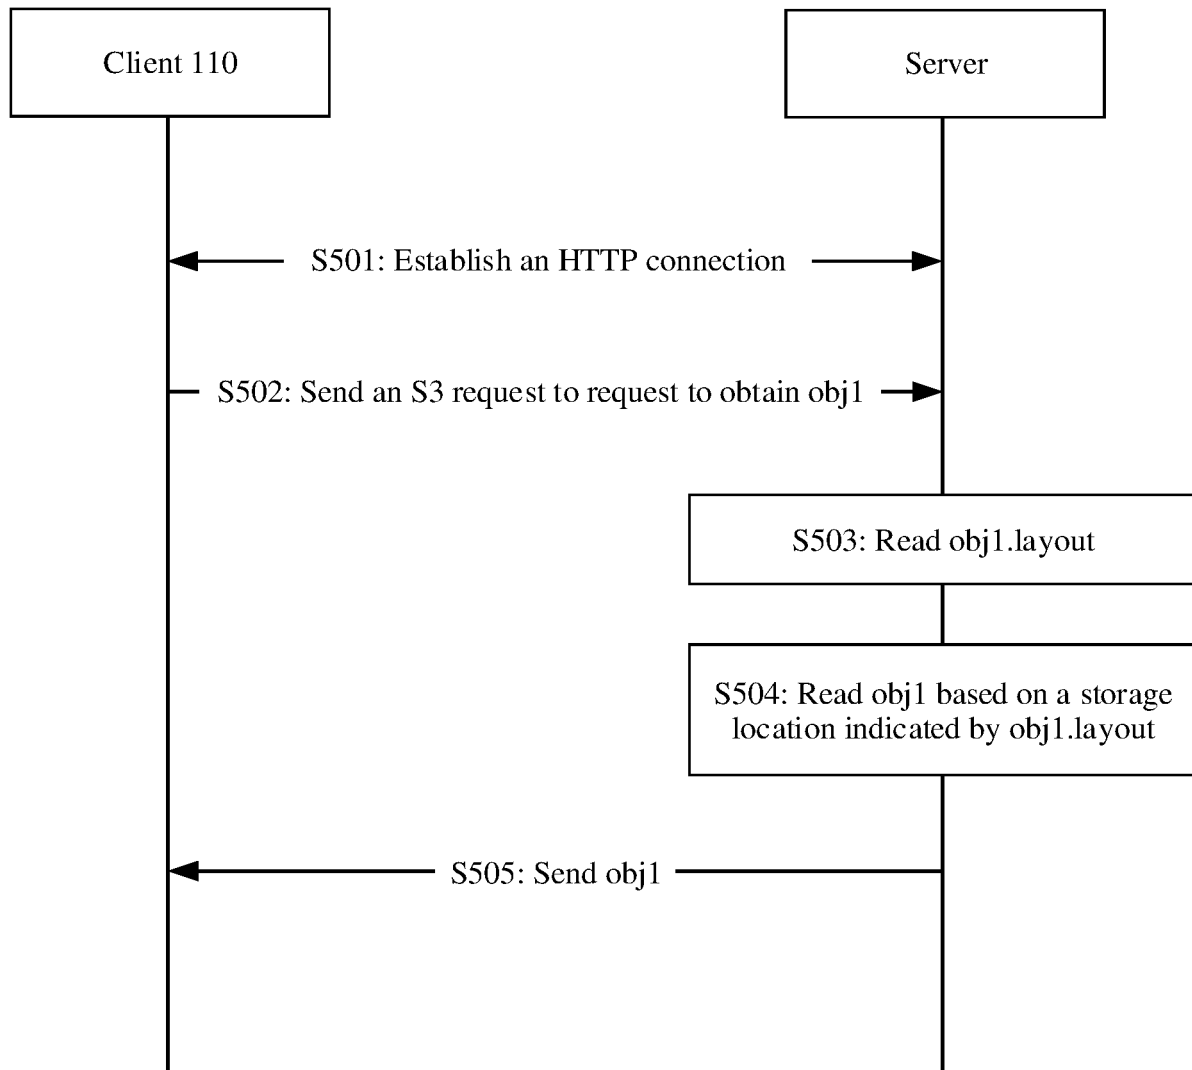 Client 110
Server
S501: Establish an HTTP connection
S502: Send an S3 request to request to obtain obj1
S503: Read obj1.layout
S504: Read obj1 based on a storage
location indicated by obj1.layout
S505: Send obj1